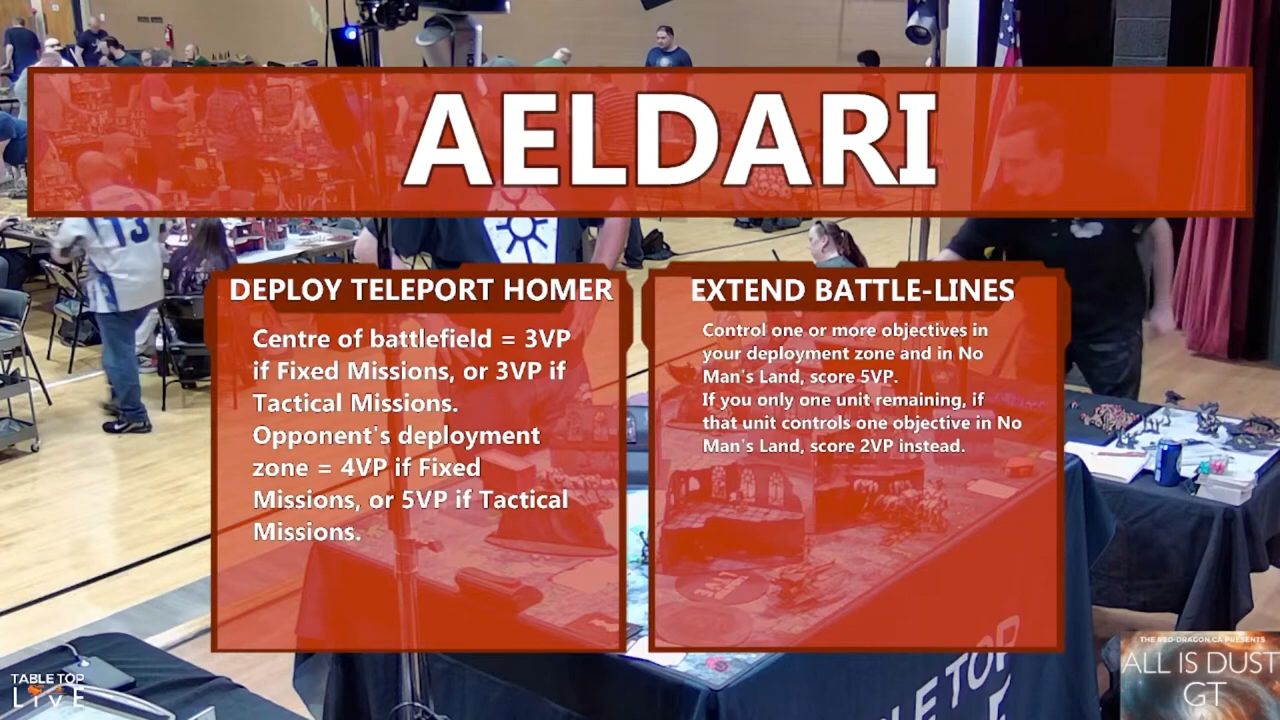 AELDARI
13
DEPLOY TELEPORT HOMER
Centre of battlefield = 3VP
if Fixed Missions, or 3VP if
Tactical Missions.
Opponent's deployment
zone = 4VP if Fixed
Missions, or 5VP if Tactical
Missions.
EXTEND BATTLE-LINES
Control one or more objectives in
your deployment zone and in No
Man's Land, score 5VP.
If you only one unit remaining, if
that unit controls one objective in No
Man's Land, score 2VP instead.
TABLE TOP
LiVE
LE TOP
THE RED-DRAGON.CA PRESENTS
ALL IS DUST
GT